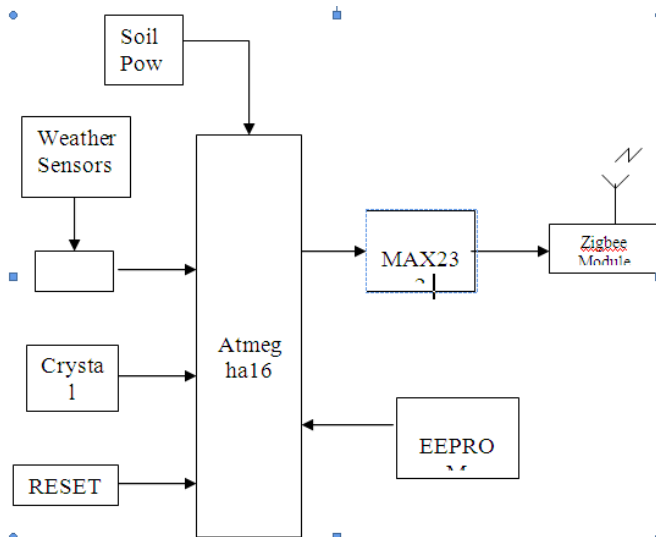 Soil
Pow
Weather
Sensors
MAX23
Zigbee
Module
Atmeg
ha16
Crysta
l
EEPRO
RESET